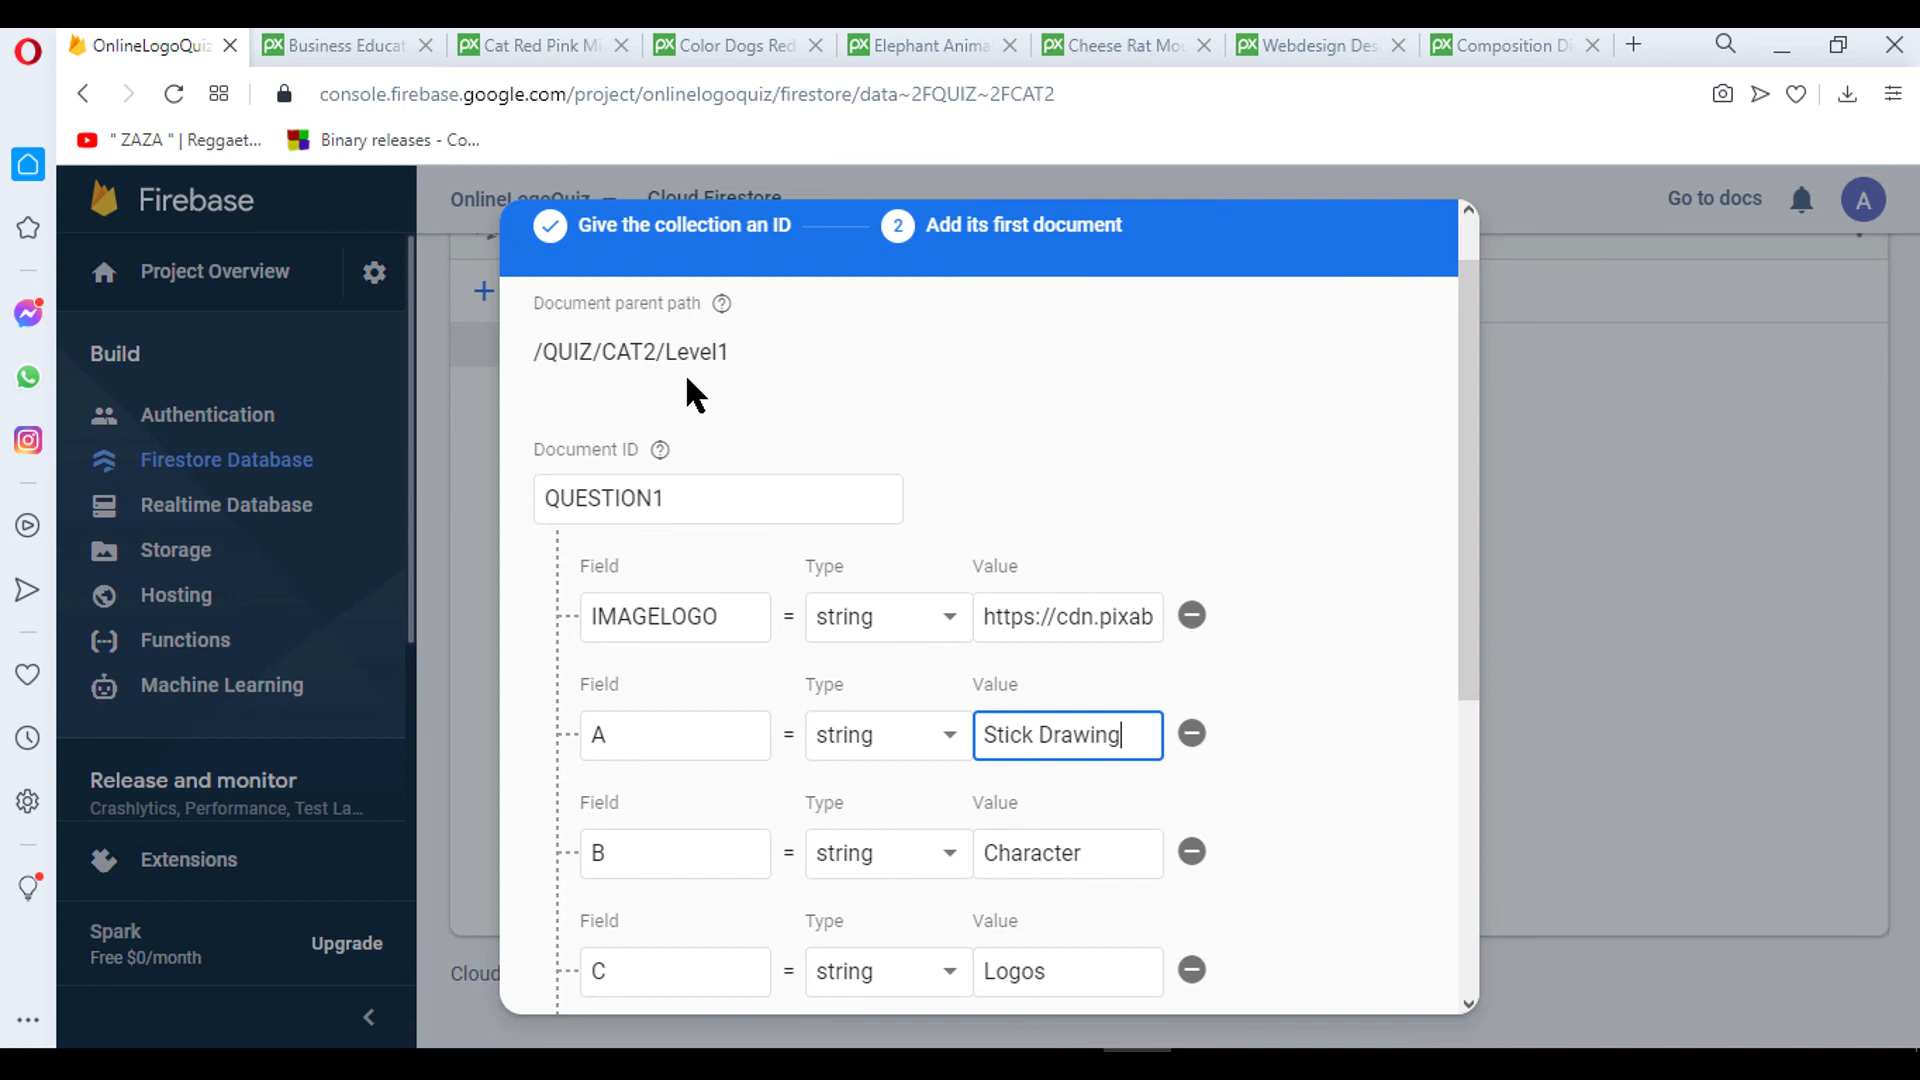 OnlineLogoQuiz
Business Educat
Cat Red Pink Mi
Color Dogs Red
Elephant Anima
Cheese Rat Mou
Webdesign Des
Composition Di
console.firebase.google.com/project/onlinelogoquiz/firestore/data~2FQUIZ~2FCAT2
" ZAZA " | Reggaet...
Binary releases - Co...
Firebase
OnlineLogoQuiz
Cloud Firestore
Go to docs
A
Project Overview
Build
Authentication
Firestore Database
Realtime Database
Storage
Hosting
Functions
Machine Learning
Release and monitor
Crashlytics, Performance, Test La...
Extensions
Spark
Free $0/month
Upgrade
Give the collection an ID
2 Add its first document
Document parent path
/QUIZ/CAT2/Level1
Document ID
QUESTION1
Field Type Value
IMAGELOGO = string https://cdn.pixab
Field Type Value
A = string Stick Drawing
Field Type Value
B = string Character
Field Type Value
C = string Logos
Cloud